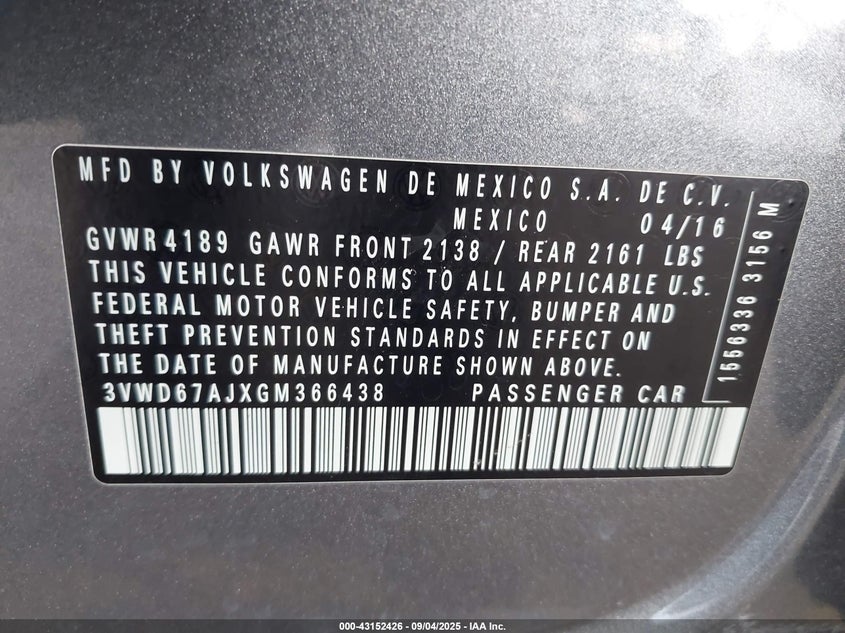 MFD BY VOLKSWAGEN DE MEXICO S.A. DE C.V.
MEXICO 04/16
GVWR 4189 GAWR FRONT 2138 / REAR 2161 LBS
THIS VEHICLE CONFORMS TO ALL APPLICABLE U.S.
FEDERAL MOTOR VEHICLE SAFETY, BUMPER AND
THEFT PREVENTION STANDARDS IN EFFECT ON
THE DATE OF MANUFACTURE SHOWN ABOVE.
3VWD67AJXGM366438 PASSENGER CAR
1556336 3156 M
000-43152426 - 09/04/2025 - IAA Inc.